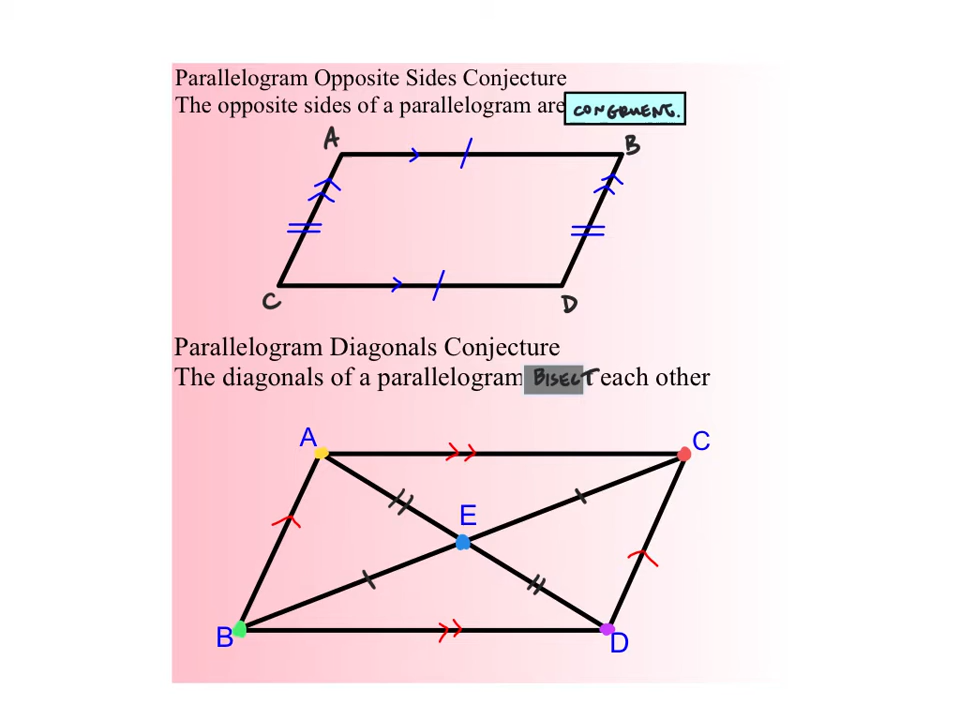 Parallelogram Opposite Sides Conjecture
The opposite sides of a parallelogram are CONGRUENT.
A B
C D
Parallelogram Diagonals Conjecture
The diagonals of a parallelogram BISECT each other
A C
E
B D